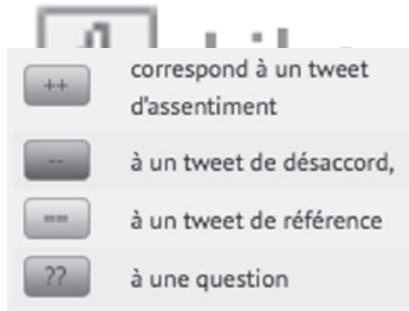 ++ correspond à un tweet
d'assentiment
-- à un tweet de désaccord,
== à un tweet de référence
?? à une question